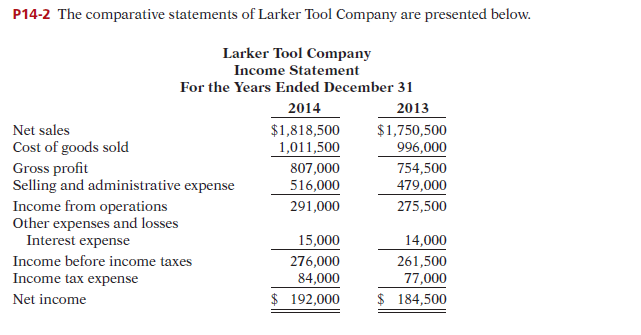 P14-2 The comparative statements of Larker Tool Company are presented below.
Larker Tool Company
Income Statement
For the Years Ended December 31
2014 2013
Net sales $1,818,500 $1,750,500
Cost of goods sold 1,011,500 996,000
Gross profit 807,000 754,500
Selling and administrative expense 516,000 479,000
Income from operations 291,000 275,500
Other expenses and losses
Interest expense 15,000 14,000
Income before income taxes 276,000 261,500
Income tax expense 84,000 77,000
Net income $ 192,000 $ 184,500